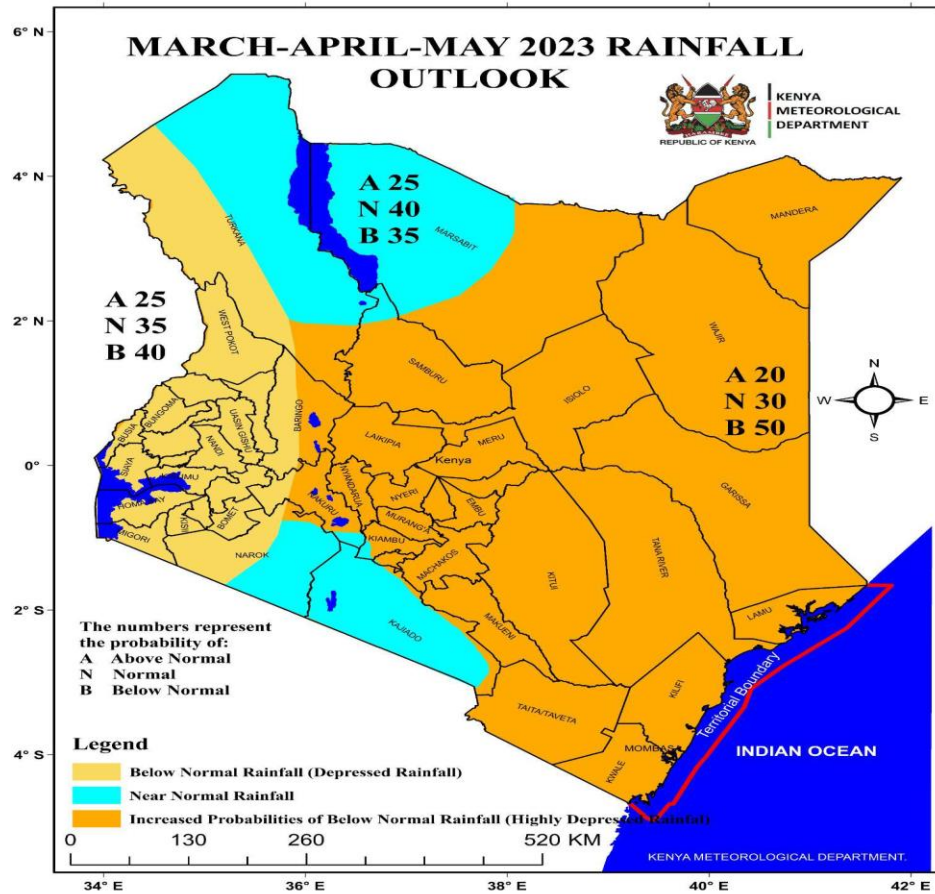 MARCH-APRIL-MAY 2023 RAINFALL
OUTLOOK
KENYA
METEOROLOGICAL
DEPARTMENT
REPUBLIC OF KENYA
6° N
4° N
2° N
0°
2° S
4° S
A 25
N 40
B 35
A 25
N 35
B 40
A 20
N 30
B 50
N
W
E
S
TURKANA
MARSABIT
MANDERA
WAJIR
WEST POKOT
SAMBURU
ISIOLO
BUNGOMA
BUSIA
UASIN GISHU
BARINGO
LAIKIPIA
MERU
Kenya
SIAYA
NANDI
UMU
NYANDARUA
NYERI
EMBU
GARISSA
HOMA BAY
NAKURU
MURANG'A
KISII
BOMET
KIAMBU
MIGORI
NAROK
MACHAKOS
KITUI
TANA RIVER
LAMU
KAJIADO
MAKUENI
KILIFI
TAITA/TAVETA
MOMBAS
KWALE
Territorial Boundary
INDIAN OCEAN
The numbers represent
the probability of:
A Above Normal
N Normal
B Below Normal
Legend
Below Normal Rainfall (Depressed Rainfall)
Near Normal Rainfall
Increased Probabilities of Below Normal Rainfall (Highly Depressed Rainfal)
0 130 260 520 KM
KENYA METEOROLOGICAL DEPARTMENT.
34° E 36° E 38° E 40° E 42° E